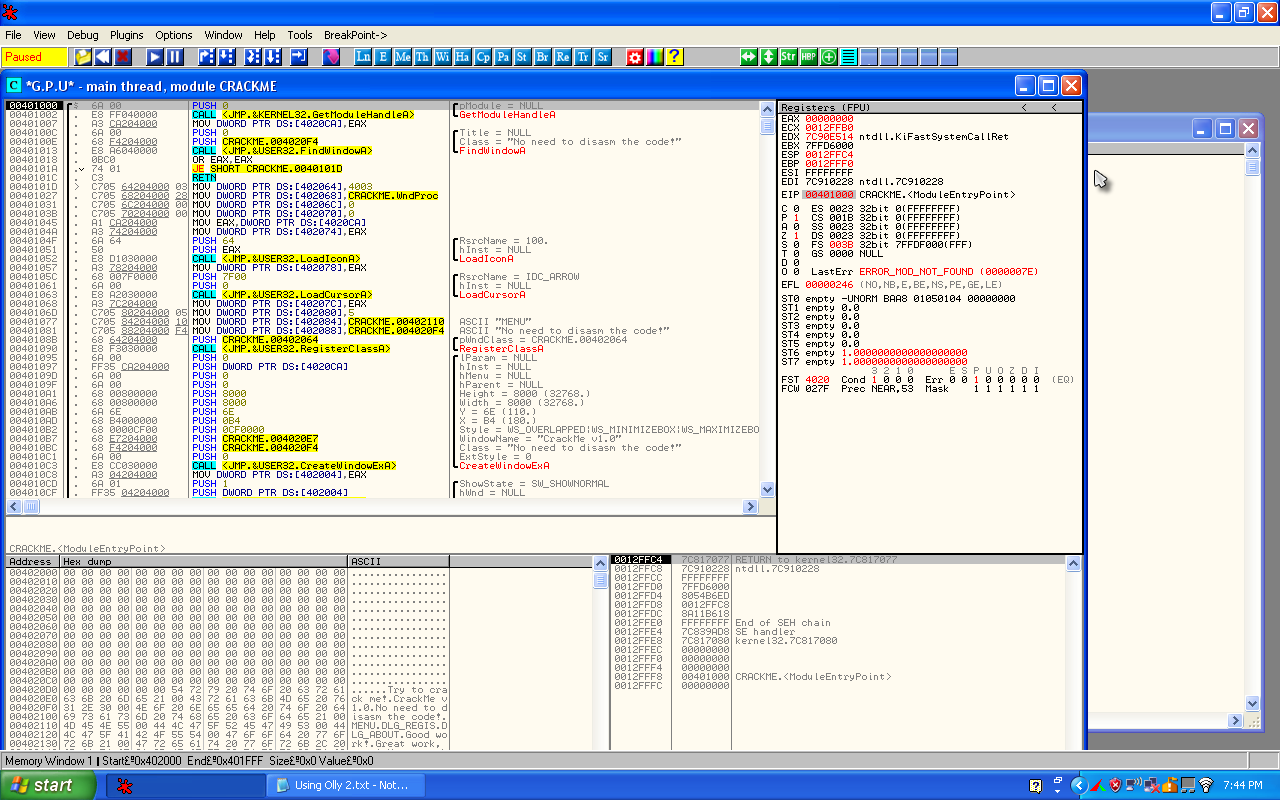 File View Debug Plugins Options Window Help Tools BreakPoint->
Paused Ln E Me Th Wi Ha Cp Pa St Br Re Tr Sr ? Str HBP
C *G.P.U* - main thread, module CRACKME
00401000 $ 6A 00 PUSH 0 pModule = NULL
00401002 . E8 FF040000 CALL <JMP.&KERNEL32.GetModuleHandleA> GetModuleHandleA
00401007 . A3 CA204000 MOV DWORD PTR DS:[4020CA],EAX
0040100C . 6A 00 PUSH 0 Title = NULL
0040100E . 68 F4204000 PUSH CRACKME.004020F4 Class = "No need to disasm the code!"
00401013 . E8 A6040000 CALL <JMP.&USER32.FindWindowA> FindWindowA
00401018 . 0BC0 OR EAX,EAX
0040101A . 74 01 JE SHORT CRACKME.0040101D
0040101C . C3 RETN
0040101D > C705 64204000 03 MOV DWORD PTR DS:[402064],4003
00401027 . C705 68204000 28 MOV DWORD PTR DS:[402068],CRACKME.WndProc
00401031 . C705 6C204000 00 MOV DWORD PTR DS:[40206C],0
0040103B . C705 70204000 00 MOV DWORD PTR DS:[402070],0
00401045 . A1 CA204000 MOV EAX,DWORD PTR DS:[4020CA]
0040104A . A3 74204000 MOV DWORD PTR DS:[402074],EAX
0040104F . 6A 64 PUSH 64 RsrcName = 100.
00401051 . 50 PUSH EAX hInst = NULL
00401052 . E8 D1030000 CALL <JMP.&USER32.LoadIconA> LoadIconA
00401057 . A3 78204000 MOV DWORD PTR DS:[402078],EAX
0040105C . 68 007F0000 PUSH 7F00 RsrcName = IDC_ARROW
00401061 . 6A 00 PUSH 0 hInst = NULL
00401063 . E8 A2030000 CALL <JMP.&USER32.LoadCursorA> LoadCursorA
00401068 . A3 7C204000 MOV DWORD PTR DS:[40207C],EAX
0040106D . C705 80204000 05 MOV DWORD PTR DS:[402080],5
00401077 . C705 84204000 10 MOV DWORD PTR DS:[402084],CRACKME.00402110 ASCII "MENU"
00401081 . C705 88204000 F4 MOV DWORD PTR DS:[402088],CRACKME.004020F4 ASCII "No need to disasm the code!"
0040108B . 68 64204000 PUSH CRACKME.00402064 pWndClass = CRACKME.00402064
00401090 . E8 F3030000 CALL <JMP.&USER32.RegisterClassA> RegisterClassA
00401095 . 6A 00 PUSH 0 lParam = NULL
00401097 . FF35 CA204000 PUSH DWORD PTR DS:[4020CA] hInst = NULL
0040109D . 6A 00 PUSH 0 hMenu = NULL
0040109F . 6A 00 PUSH 0 hParent = NULL
004010A1 . 68 00800000 PUSH 8000 Height = 8000 (32768.)
004010A6 . 68 00800000 PUSH 8000 Width = 8000 (32768.)
004010AB . 6A 6E PUSH 6E Y = 6E (110.)
004010AD . 68 B4000000 PUSH 0B4 X = B4 (180.)
004010B2 . 68 0000CF00 PUSH 0CF0000 Style = WS_OVERLAPPED|WS_MINIMIZEBOX|WS_MAXIMIZEBO
004010B7 . 68 E7204000 PUSH CRACKME.004020E7 WindowName = "CrackMe v1.0"
004010BC . 68 F4204000 PUSH CRACKME.004020F4 Class = "No need to disasm the code!"
004010C1 . 6A 00 PUSH 0 ExtStyle = 0
004010C3 . E8 CC030000 CALL <JMP.&USER32.CreateWindowExA> CreateWindowExA
004010C8 . A3 04204000 MOV DWORD PTR DS:[402004],EAX
004010CD . 6A 01 PUSH 1 ShowState = SW_SHOWNORMAL
004010CF . FF35 04204000 PUSH DWORD PTR DS:[402004] hWnd = NULL
CRACKME.<ModuleEntryPoint>
Registers (FPU) < <
EAX 00000000
ECX 0012FFB0
EDX 7C90E514 ntdll.KiFastSystemCallRet
EBX 7FFD6000
ESP 0012FFC4
EBP 0012FFF0
ESI FFFFFFFF
EDI 7C910228 ntdll.7C910228
EIP 00401000 CRACKME.<ModuleEntryPoint>
C 0 ES 0023 32bit 0(FFFFFFFF)
P 1 CS 001B 32bit 0(FFFFFFFF)
A 0 SS 0023 32bit 0(FFFFFFFF)
Z 1 DS 0023 32bit 0(FFFFFFFF)
S 0 FS 003B 32bit 7FFDF000(FFF)
T 0 GS 0000 NULL
D 0
O 0 LastErr ERROR_MOD_NOT_FOUND (0000007E)
EFL 00000246 (NO,NB,E,BE,NS,PE,GE,LE)
ST0 empty -UNORM BAA8 01050104 00000000
ST1 empty 0.0
ST2 empty 0.0
ST3 empty 0.0
ST4 empty 0.0
ST5 empty 0.0
ST6 empty 1.0000000000000000000
ST7 empty 1.0000000000000000000
3 2 1 0 E S P U O Z D I
FST 4020 Cond 1 0 0 0 Err 0 0 1 0 0 0 0 0 (EQ)
FCW 027F Prec NEAR,53 Mask 1 1 1 1 1 1
Address Hex dump ASCII
00402000 00 00 00 00 00 00 00 00 00 00 00 00 00 00 00 00 ................
00402010 00 00 00 00 00 00 00 00 00 00 00 00 00 00 00 00 ................
00402020 00 00 00 00 00 00 00 00 00 00 00 00 00 00 00 00 ................
00402030 00 00 00 00 00 00 00 00 00 00 00 00 00 00 00 00 ................
00402040 00 00 00 00 00 00 00 00 00 00 00 00 00 00 00 00 ................
00402050 00 00 00 00 00 00 00 00 00 00 00 00 00 00 00 00 ................
00402060 00 00 00 00 00 00 00 00 00 00 00 00 00 00 00 00 ................
00402070 00 00 00 00 00 00 00 00 00 00 00 00 00 00 00 00 ................
00402080 00 00 00 00 00 00 00 00 00 00 00 00 00 00 00 00 ................
00402090 00 00 00 00 00 00 00 00 00 00 00 00 00 00 00 00 ................
004020A0 00 00 00 00 00 00 00 00 00 00 00 00 00 00 00 00 ................
004020B0 00 00 00 00 00 00 00 00 00 00 00 00 00 00 00 00 ................
004020C0 00 00 00 00 00 00 00 00 00 00 00 00 00 00 00 00 ................
004020D0 00 00 00 00 00 00 54 72 79 20 74 6F 20 63 72 61 ......Try to cra
004020E0 63 6B 20 6D 65 21 00 43 72 61 63 6B 4D 65 20 76 ck me!.CrackMe v
004020F0 31 2E 30 00 4E 6F 20 6E 65 65 64 20 74 6F 20 64 1.0.No need to d
00402100 69 73 61 73 6D 20 74 68 65 20 63 6F 64 65 21 00 isasm the code!.
00402110 4D 45 4E 55 00 44 4C 47 5F 52 45 47 49 53 00 44 MENU.DLG_REGIS.D
00402120 4C 47 5F 41 42 4F 55 54 00 47 6F 6F 64 20 77 6F LG_ABOUT.Good wo
00402130 72 6B 21 00 47 72 65 61 74 20 77 6F 72 6B 2C 20 rk!.Great work,
0012FFC4 7C817077 RETURN to kernel32.7C817077
0012FFC8 7C910228 ntdll.7C910228
0012FFCC FFFFFFFF
0012FFD0 7FFD6000
0012FFD4 8054B6ED
0012FFD8 0012FFC8
0012FFDC 8A11B618
0012FFE0 FFFFFFFF End of SEH chain
0012FFE4 7C839AD8 SE handler
0012FFE8 7C817080 kernel32.7C817080
0012FFEC 00000000
0012FFF0 00000000
0012FFF4 00000000
0012FFF8 00401000 CRACKME.<ModuleEntryPoint>
0012FFFC 00000000
Memory Window 1 | Start£º0x402000 End£º0x401FFF Size£º0x0 Value£º0x0
start Using Olly 2.txt - Not... 7:44 PM